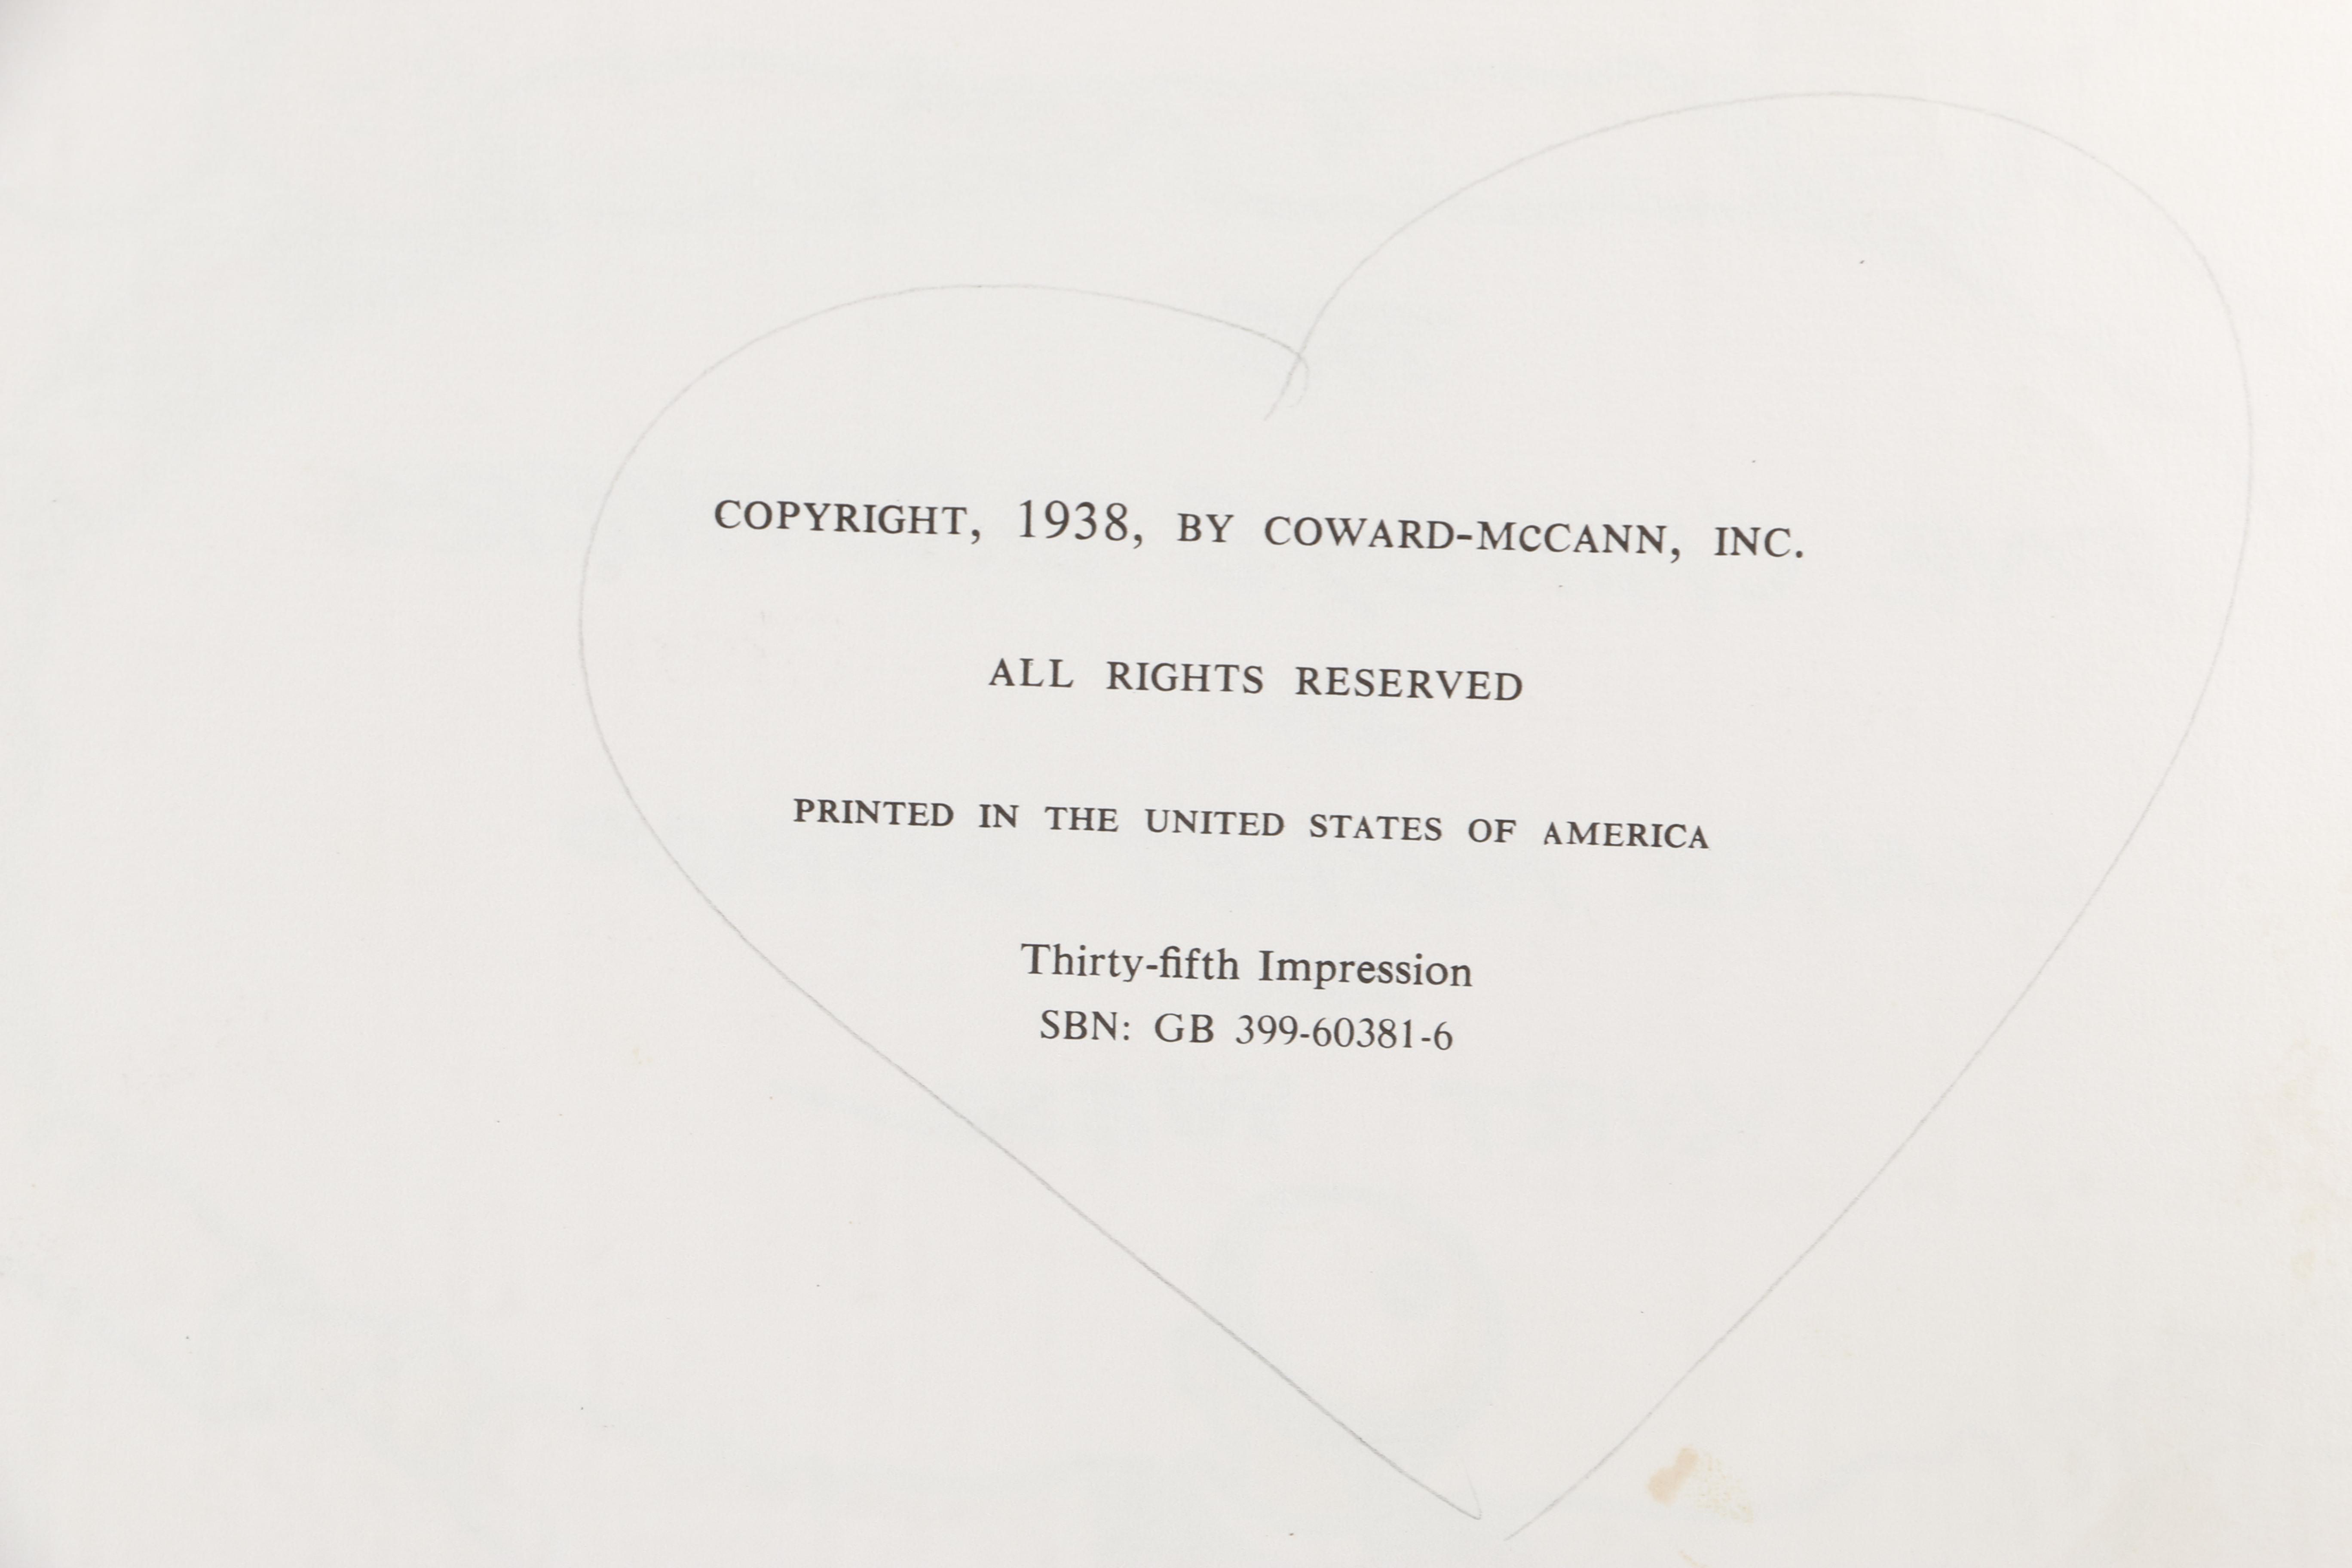 COPYRIGHT, 1938, BY COWARD-McCANN, INC.
ALL RIGHTS RESERVED
PRINTED IN THE UNITED STATES OF AMERICA
Thirty-fifth Impression
SBN: GB 399-60381-6